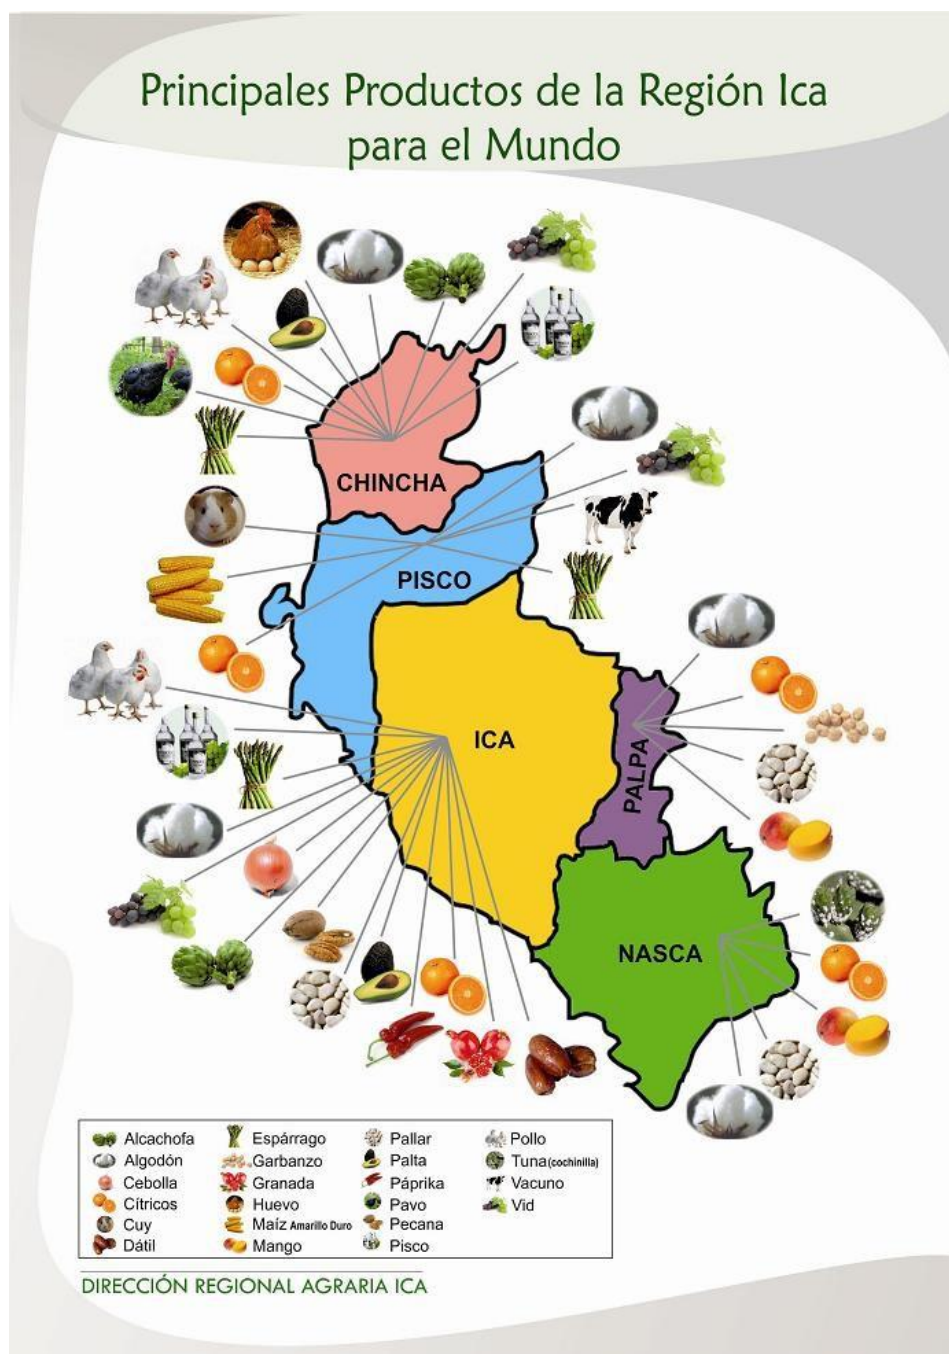 Principales Productos de la Región Ica
para el Mundo
CHINCHA
PISCO
ICA
PALPA
NASCA
Alcachofa
Algodón
Cebolla
Cítricos
Cuy
Dátil
Espárrago
Garbanzo
Granada
Huevo
Maíz Amarillo Duro
Mango
Pallar
Palta
Páprika
Pavo
Pecana
Pisco
Pollo
Tuna(cochinilla)
Vacuno
Vid
DIRECCIÓN REGIONAL AGRARIA ICA